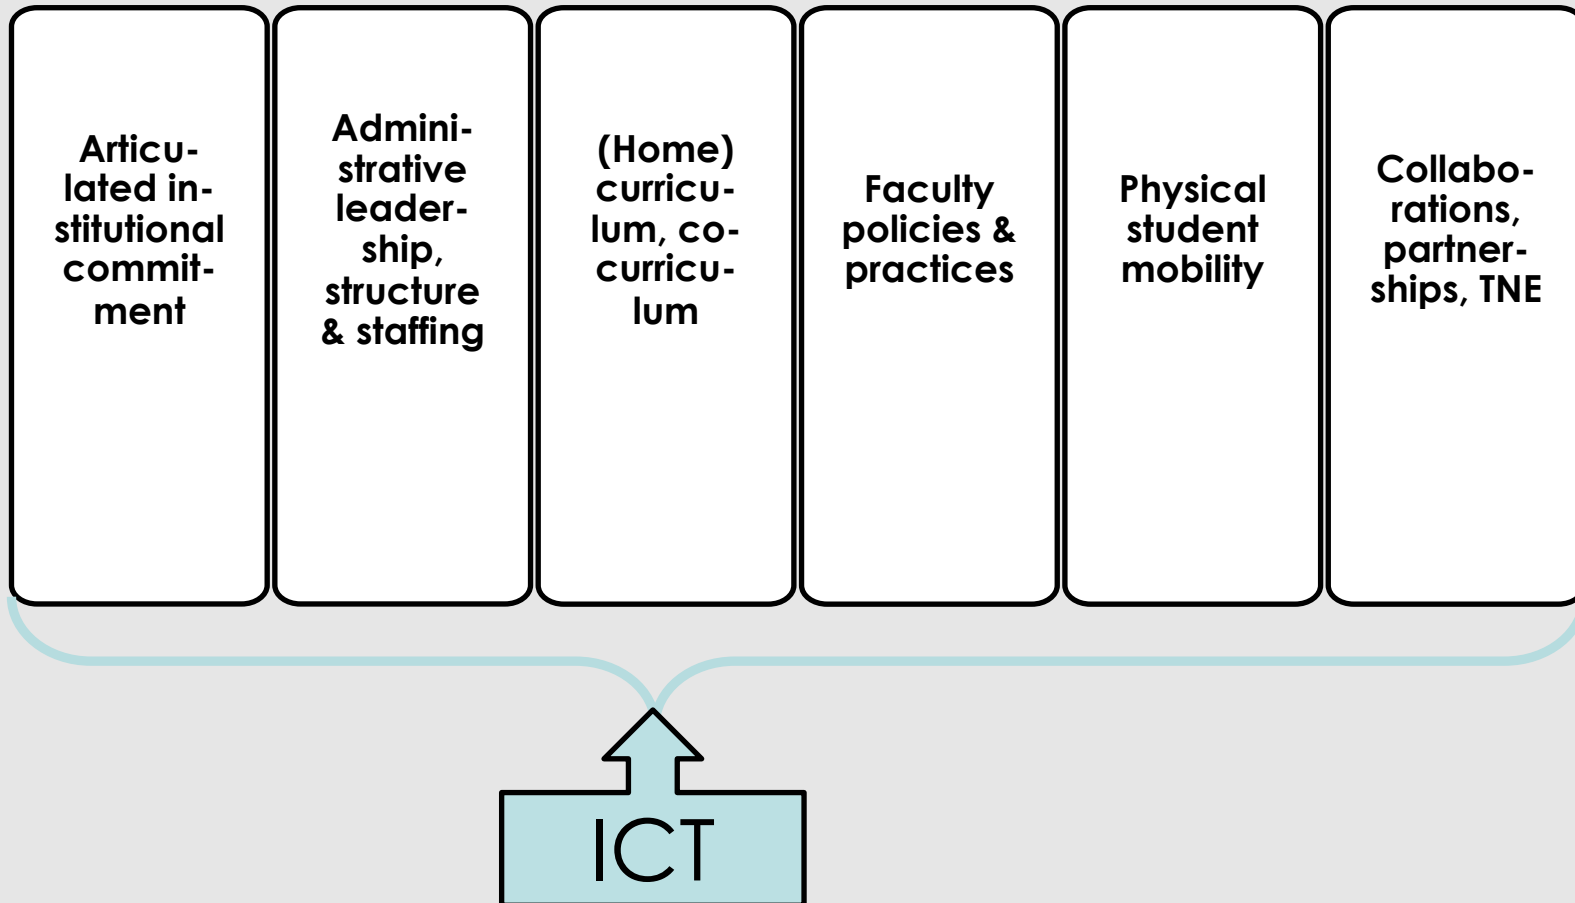 Articu-
lated in-
stitutional
commit-
ment
Admini-
strative
leader-
ship,
structure
& staffing
(Home)
curricu-
lum, co-
curricu-
lum
Faculty
policies &
practices
Physical
student
mobility
Collabo-
rations,
partner-
ships, TNE
ICT